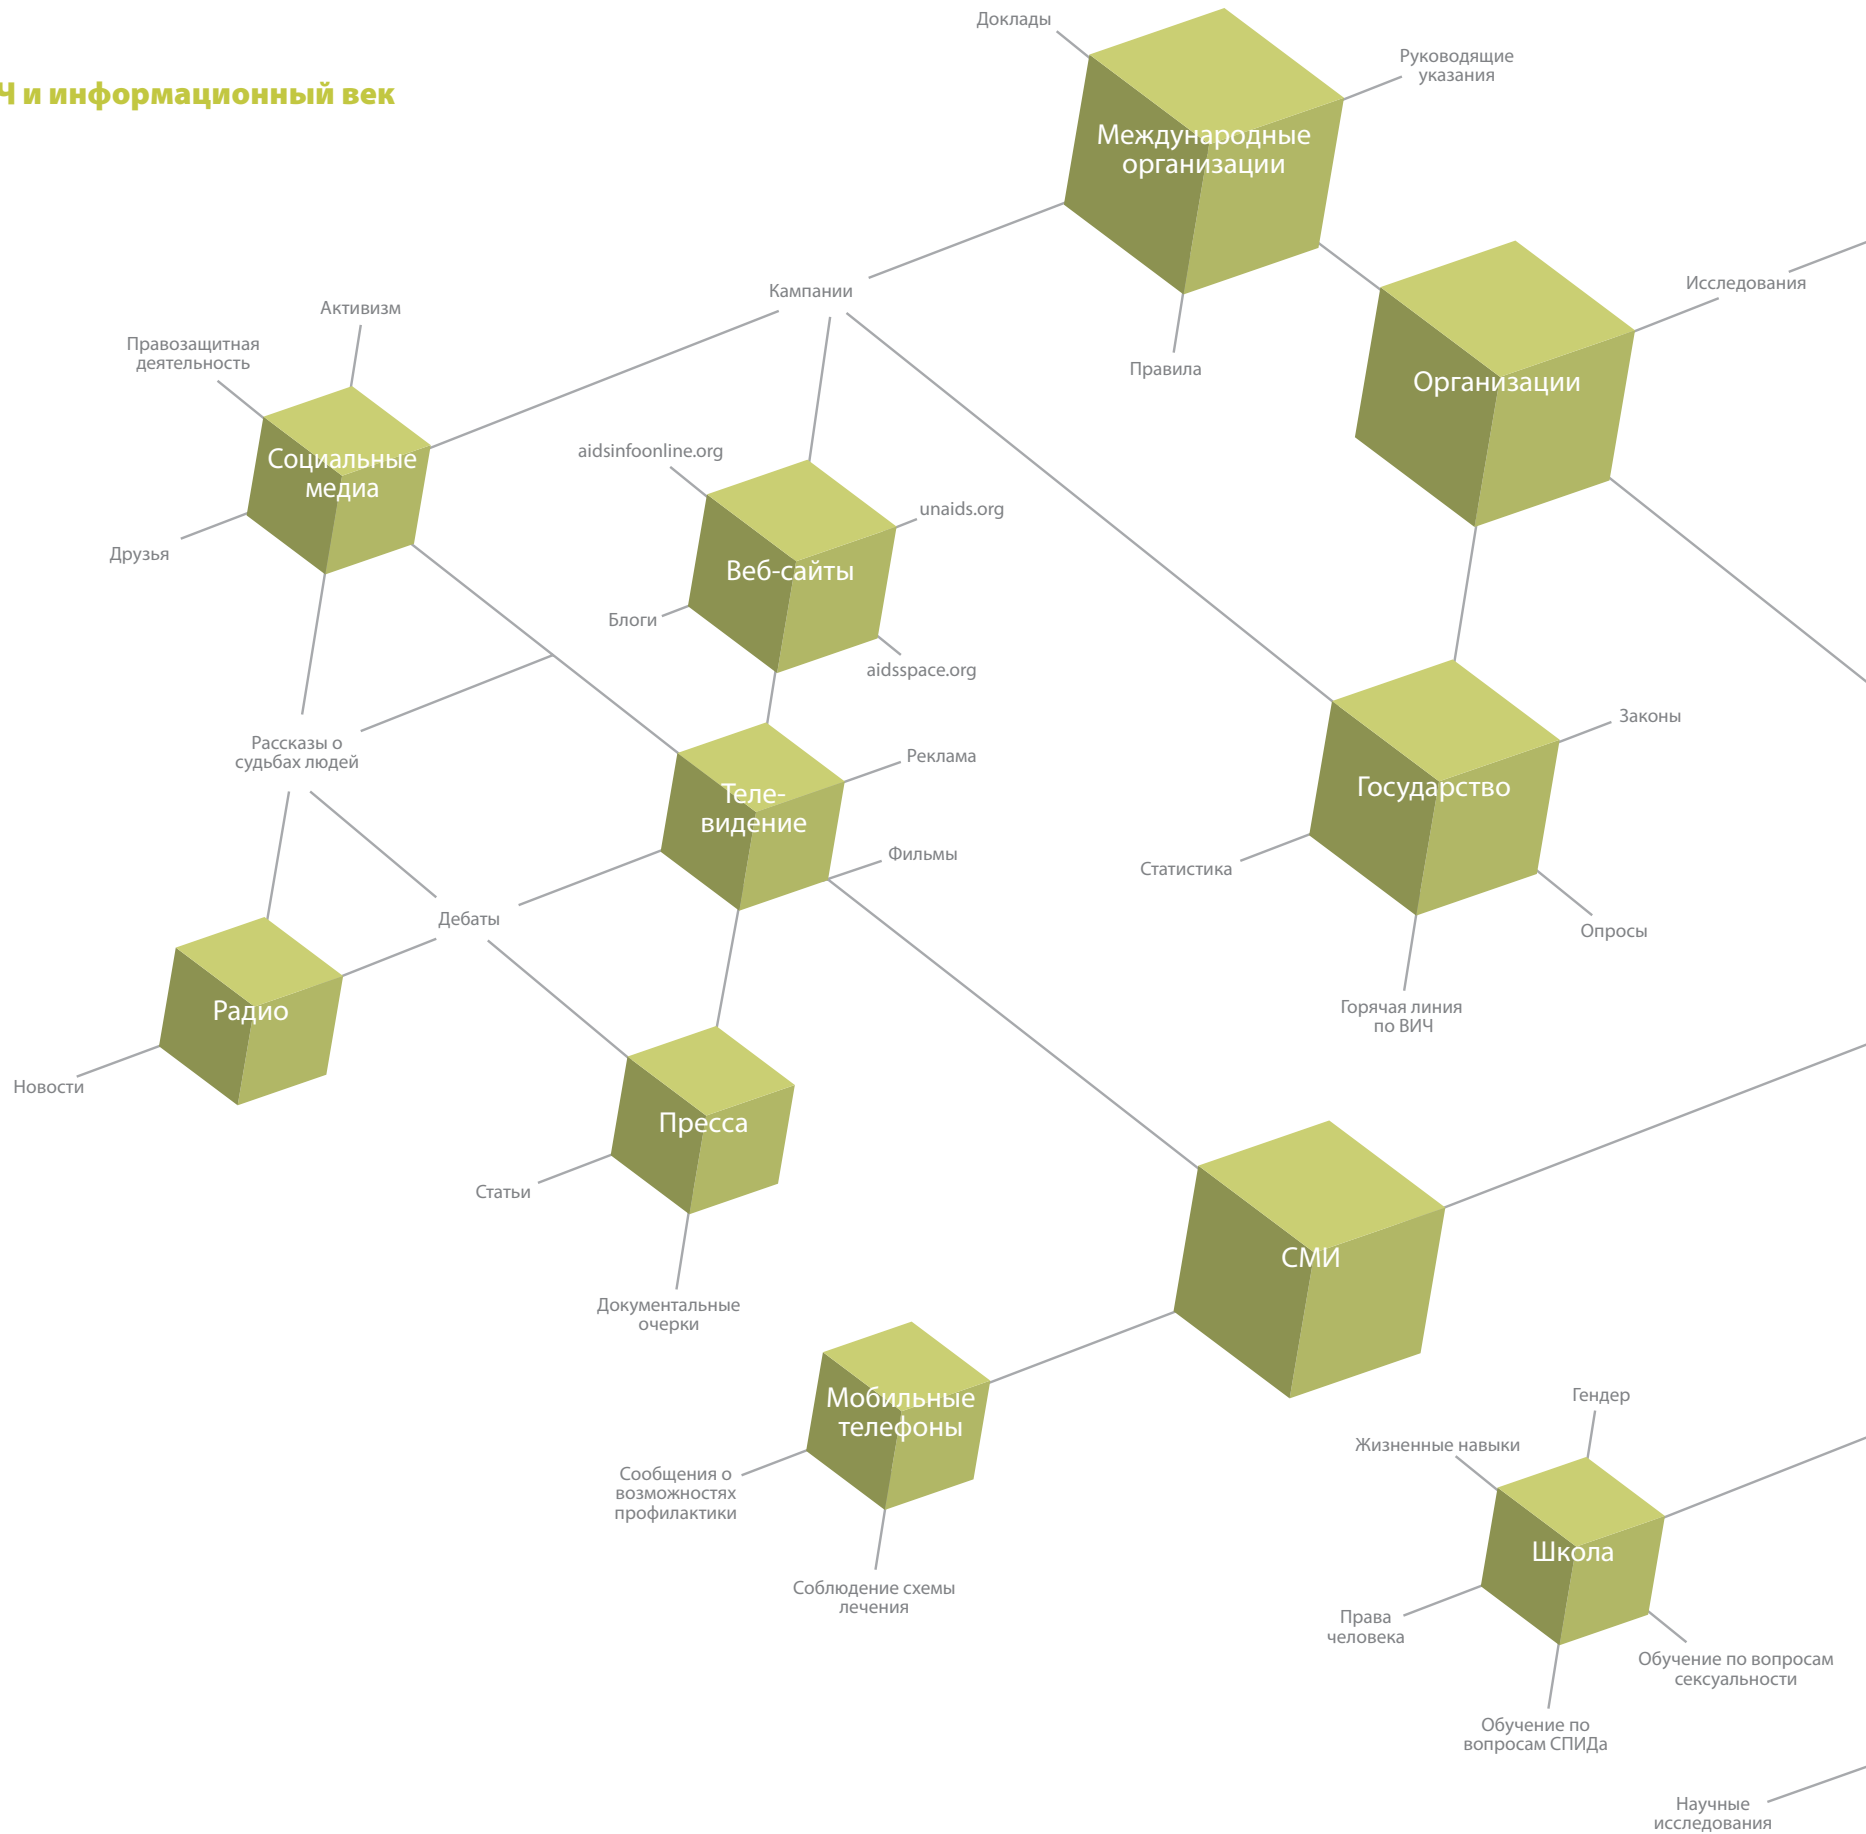 Ч и информационный век
Доклады
Руководящие
указания
Международные
организации
Исследования
Кампании
Активизм
Правозащитная
деятельность
Правила
Организации
Социальные
медиа
aidsinfoonline.org
unaids.org
Друзья
Веб-сайты
Блоги
aidsspace.org
Законы
Рассказы о
судьбах людей
Реклама
Теле-
видение
Государство
Фильмы
Статистика
Дебаты
Опросы
Радио
Горячая линия
по ВИЧ
Новости
Пресса
Статьи
СМИ
Документальные
очерки
Мобильные
телефоны
Гендер
Жизненные навыки
Сообщения о
возможностях
профилактики
Школа
Соблюдение схемы
лечения
Права
человека
Обучение по вопросам
сексуальности
Обучение по
вопросам СПИДа
Научные
исследования